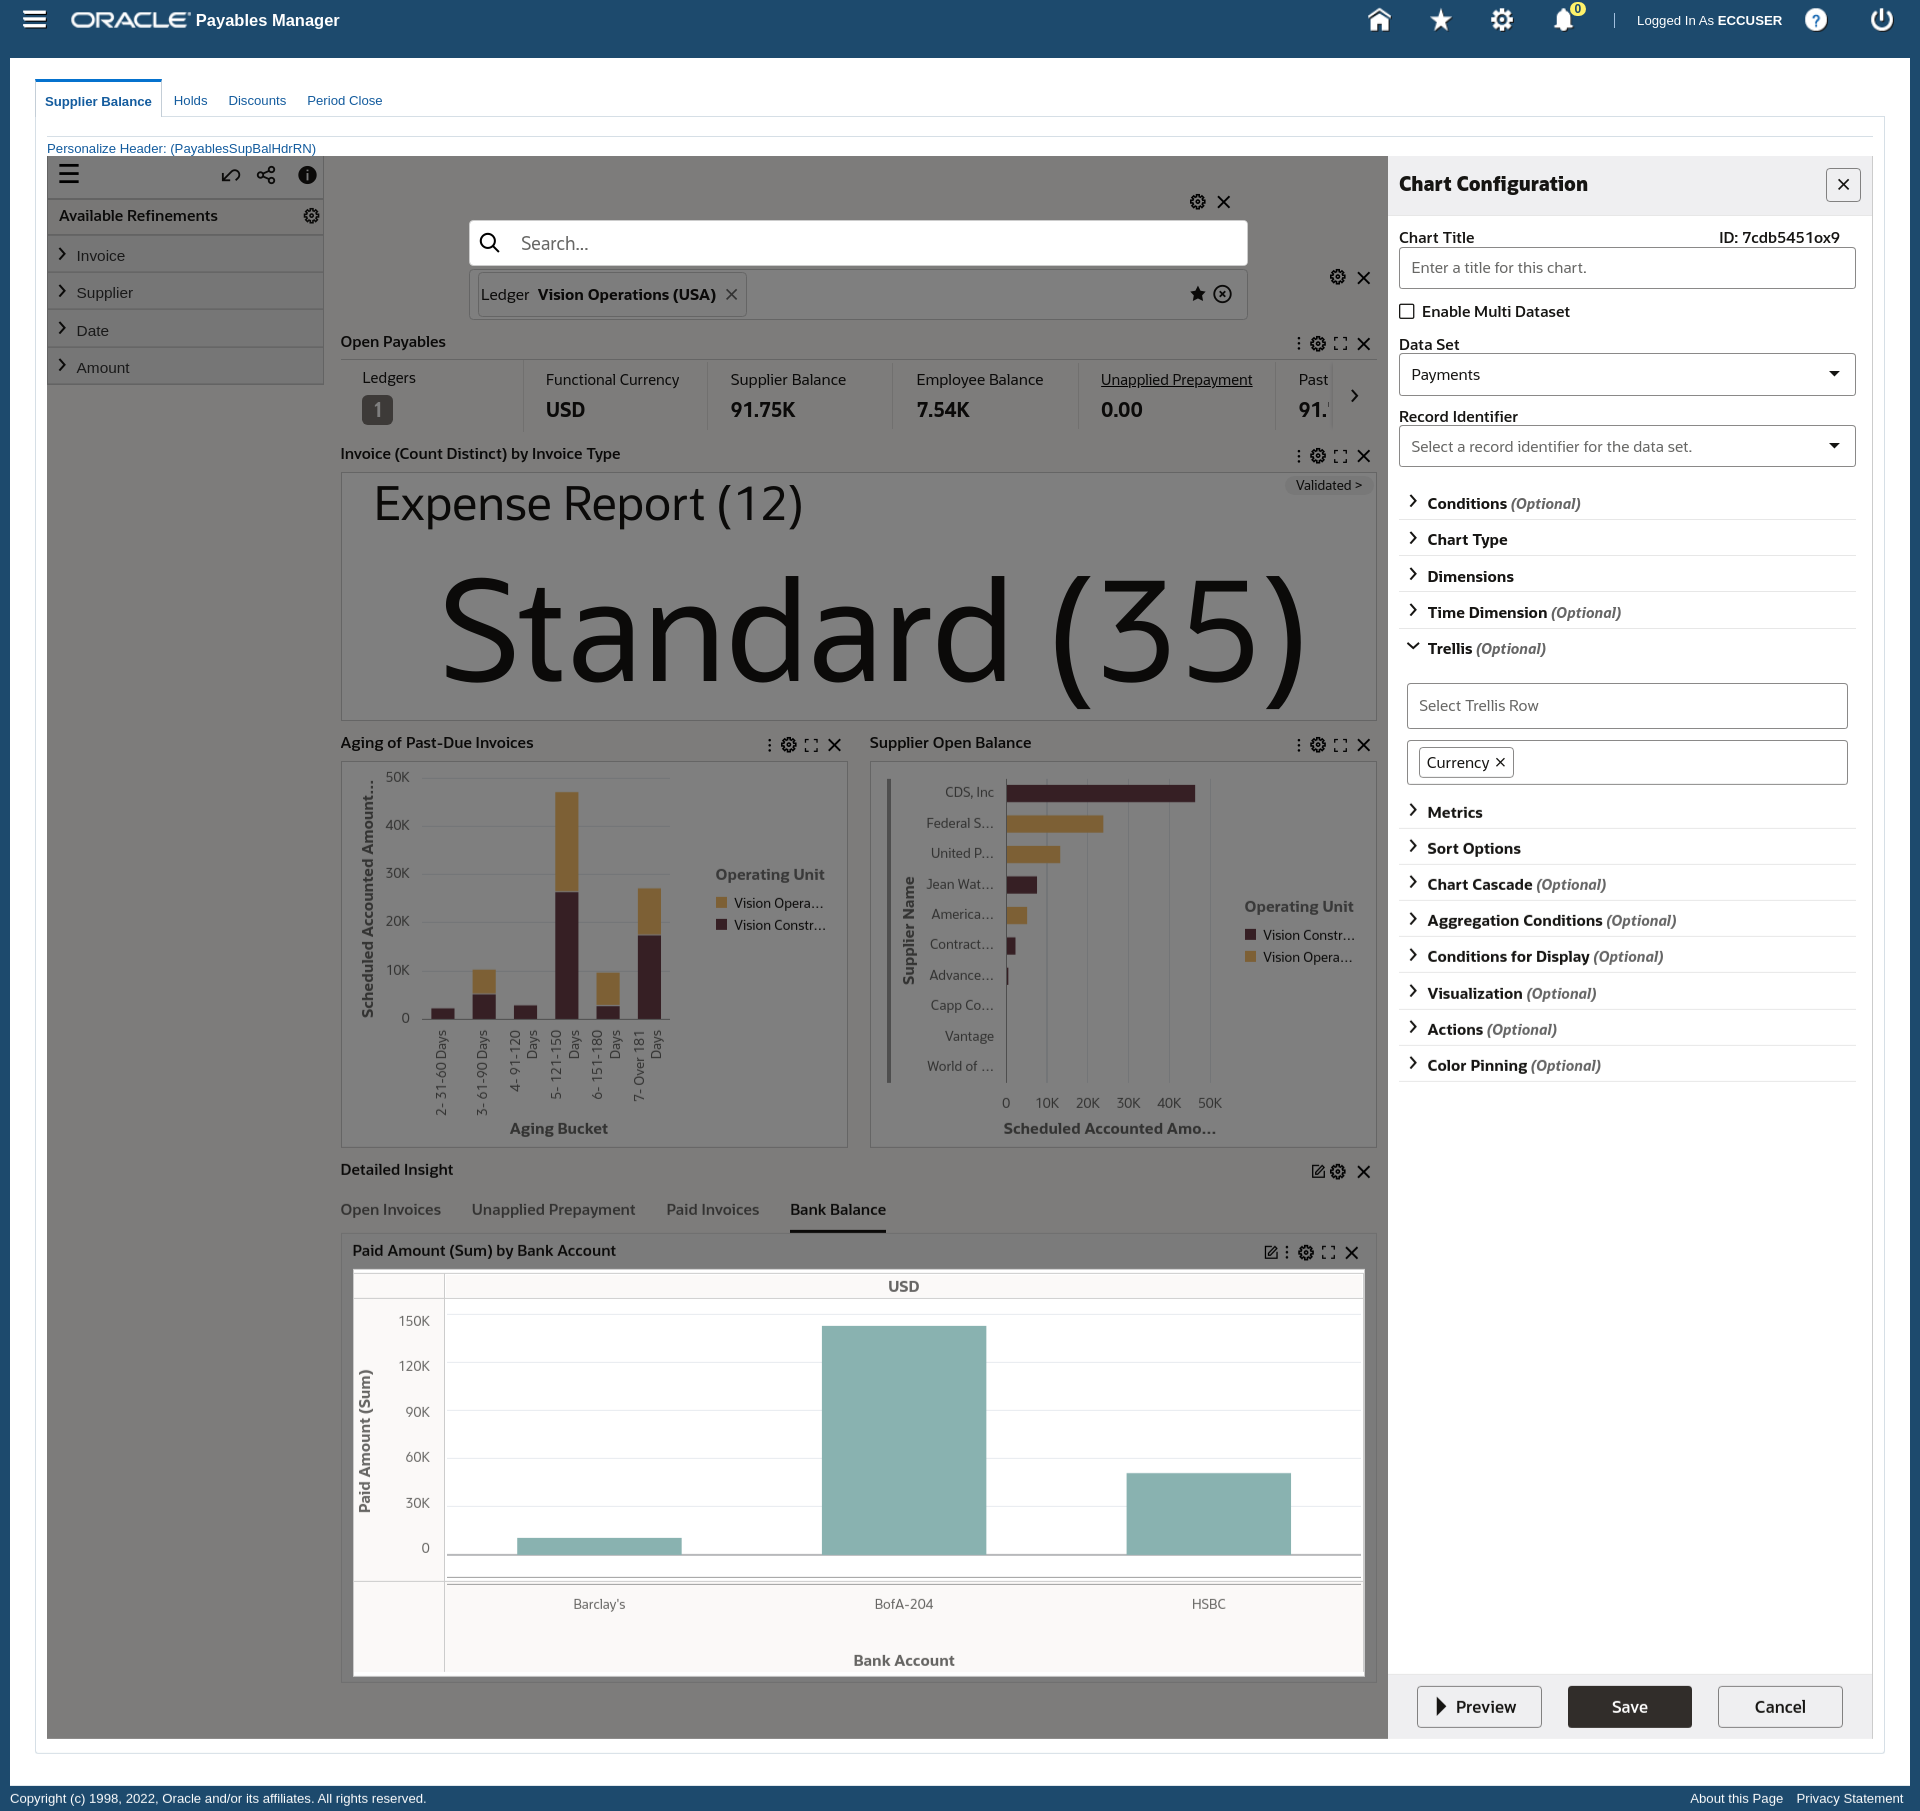 ORACLE Payables Manager
0
Logged In As ECCUSER
?
Supplier Balance
Holds
Discounts
Period Close
Personalize Header: (PayablesSupBalHdrRN)
Available Refinements
Invoice
Supplier
Date
Amount
Search...
Ledger Vision Operations (USA)
Open Payables
Ledgers
1
Functional Currency
USD
Supplier Balance
91.75K
Employee Balance
7.54K
Unapplied Prepayment
0.00
Past
91.
Invoice (Count Distinct) by Invoice Type
Validated >
Expense Report (12)
Standard (35)
Aging of Past-Due Invoices
Scheduled Accounted Amount...
50K
40K
30K
20K
10K
0
2- 31-60 Days
3- 61-90 Days
4- 91-120 Days
5- 121-150 Days
6- 151-180 Days
7- Over 181 Days
Aging Bucket
Operating Unit
Vision Opera...
Vision Constr...
Supplier Open Balance
Supplier Name
CDS, Inc
Federal S...
United P...
Jean Wat...
America...
Contract...
Advance...
Capp Co...
Vantage
World of ...
0 10K 20K 30K 40K 50K
Scheduled Accounted Amo...
Operating Unit
Vision Constr...
Vision Opera...
Detailed Insight
Open Invoices
Unapplied Prepayment
Paid Invoices
Bank Balance
Paid Amount (Sum) by Bank Account
USD
Paid Amount (Sum)
150K
120K
90K
60K
30K
0
Barclay's
BofA-204
HSBC
Bank Account
Chart Configuration
Chart Title
ID: 7cdb5451ox9
Enter a title for this chart.
Enable Multi Dataset
Data Set
Payments
Record Identifier
Select a record identifier for the data set.
Conditions (Optional)
Chart Type
Dimensions
Time Dimension (Optional)
Trellis (Optional)
Select Trellis Row
Currency
Metrics
Sort Options
Chart Cascade (Optional)
Aggregation Conditions (Optional)
Conditions for Display (Optional)
Visualization (Optional)
Actions (Optional)
Color Pinning (Optional)
Preview
Save
Cancel
Copyright (c) 1998, 2022, Oracle and/or its affiliates. All rights reserved.
About this Page
Privacy Statement